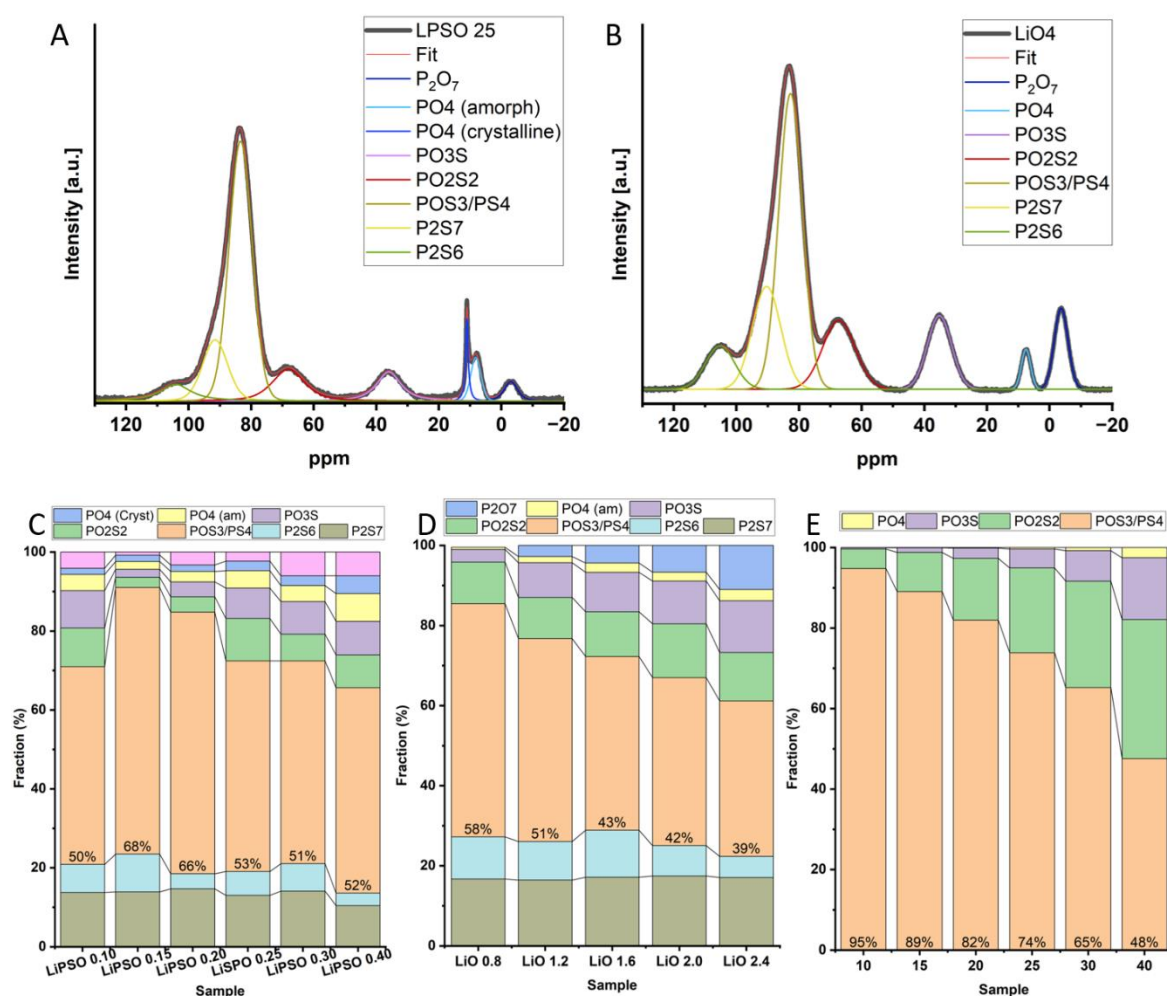 A
Intensity [a.u.]
LPSO 25
Fit
P₂O₇
PO4 (amorph)
PO4 (crystalline)
PO3S
PO2S2
POS3/PS4
P2S7
P2S6
120 100 80 60 40 20 0 −20
ppm
B
Intensity [a.u.]
LiO4
Fit
P₂O₇
PO4
PO3S
PO2S2
POS3/PS4
P2S7
P2S6
120 100 80 60 40 20 0 −20
ppm
C
PO4 (Cryst) PO4 (am) PO3S
PO2S2 POS3/PS4 P2S6 P2S7
Fraction (%)
100
80
60
40
20
0
50% 68% 66% 53% 51% 52%
LiPSO 0.10 LiPSO 0.15 LiPSO 0.20 LiSPO 0.25 LiPSO 0.30 LiPSO 0.40
Sample
D
P2O7 PO4 (am) PO3S
PO2S2 POS3/PS4 P2S6 P2S7
Fraction (%)
100
80
60
40
20
0
58% 51% 43% 42% 39%
LiO 0.8 LiO 1.2 LiO 1.6 LiO 2.0 LiO 2.4
Sample
E
PO4 PO3S PO2S2 POS3/PS4
Fraction (%)
100
80
60
40
20
0
95% 89% 82% 74% 65% 48%
10 15 20 25 30 40
Sample